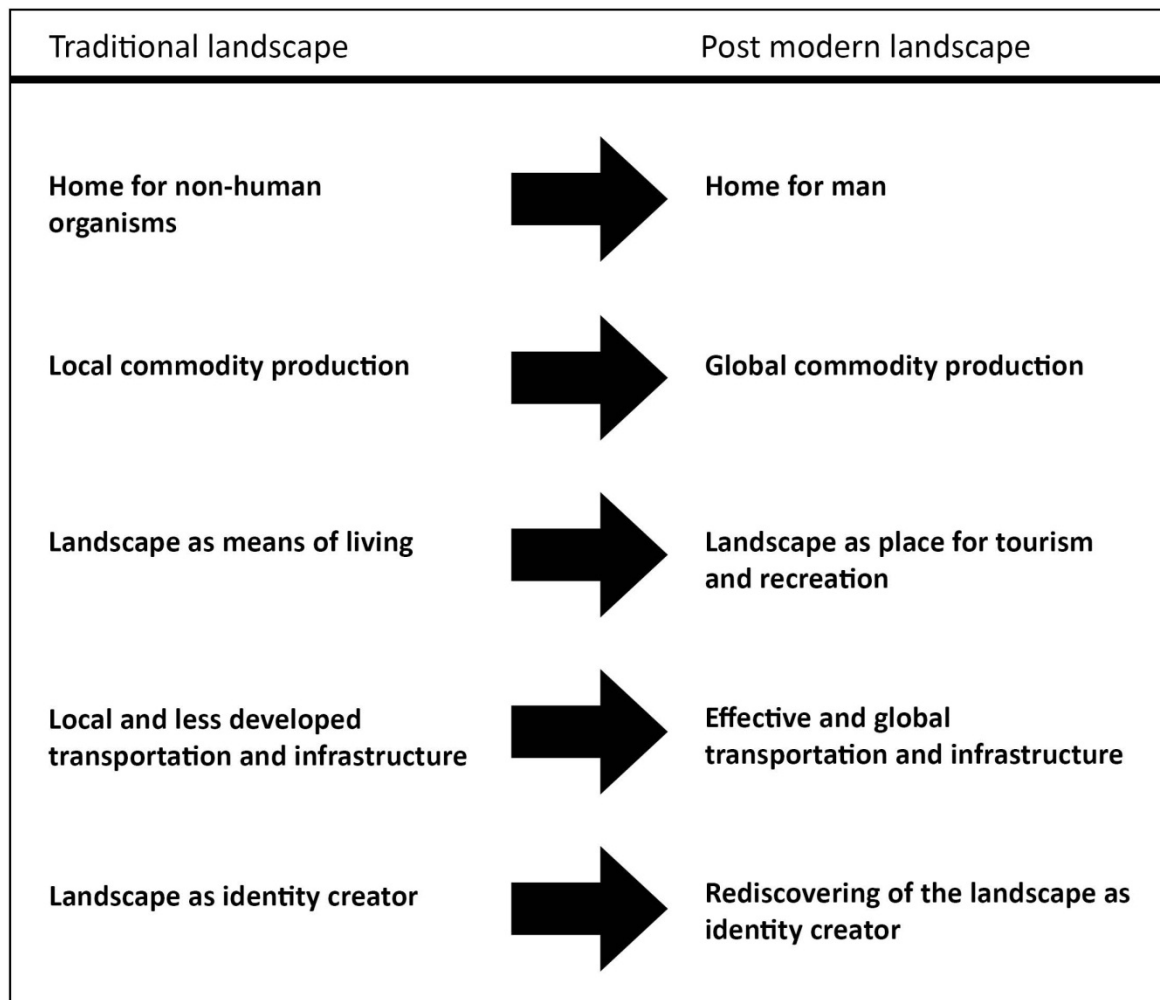 Traditional landscape
Post modern landscape
Home for non-human
organisms
Home for man
Local commodity production
Global commodity production
Landscape as means of living
Landscape as place for tourism
and recreation
Local and less developed
transportation and infrastructure
Effective and global
transportation and infrastructure
Landscape as identity creator
Rediscovering of the landscape as
identity creator